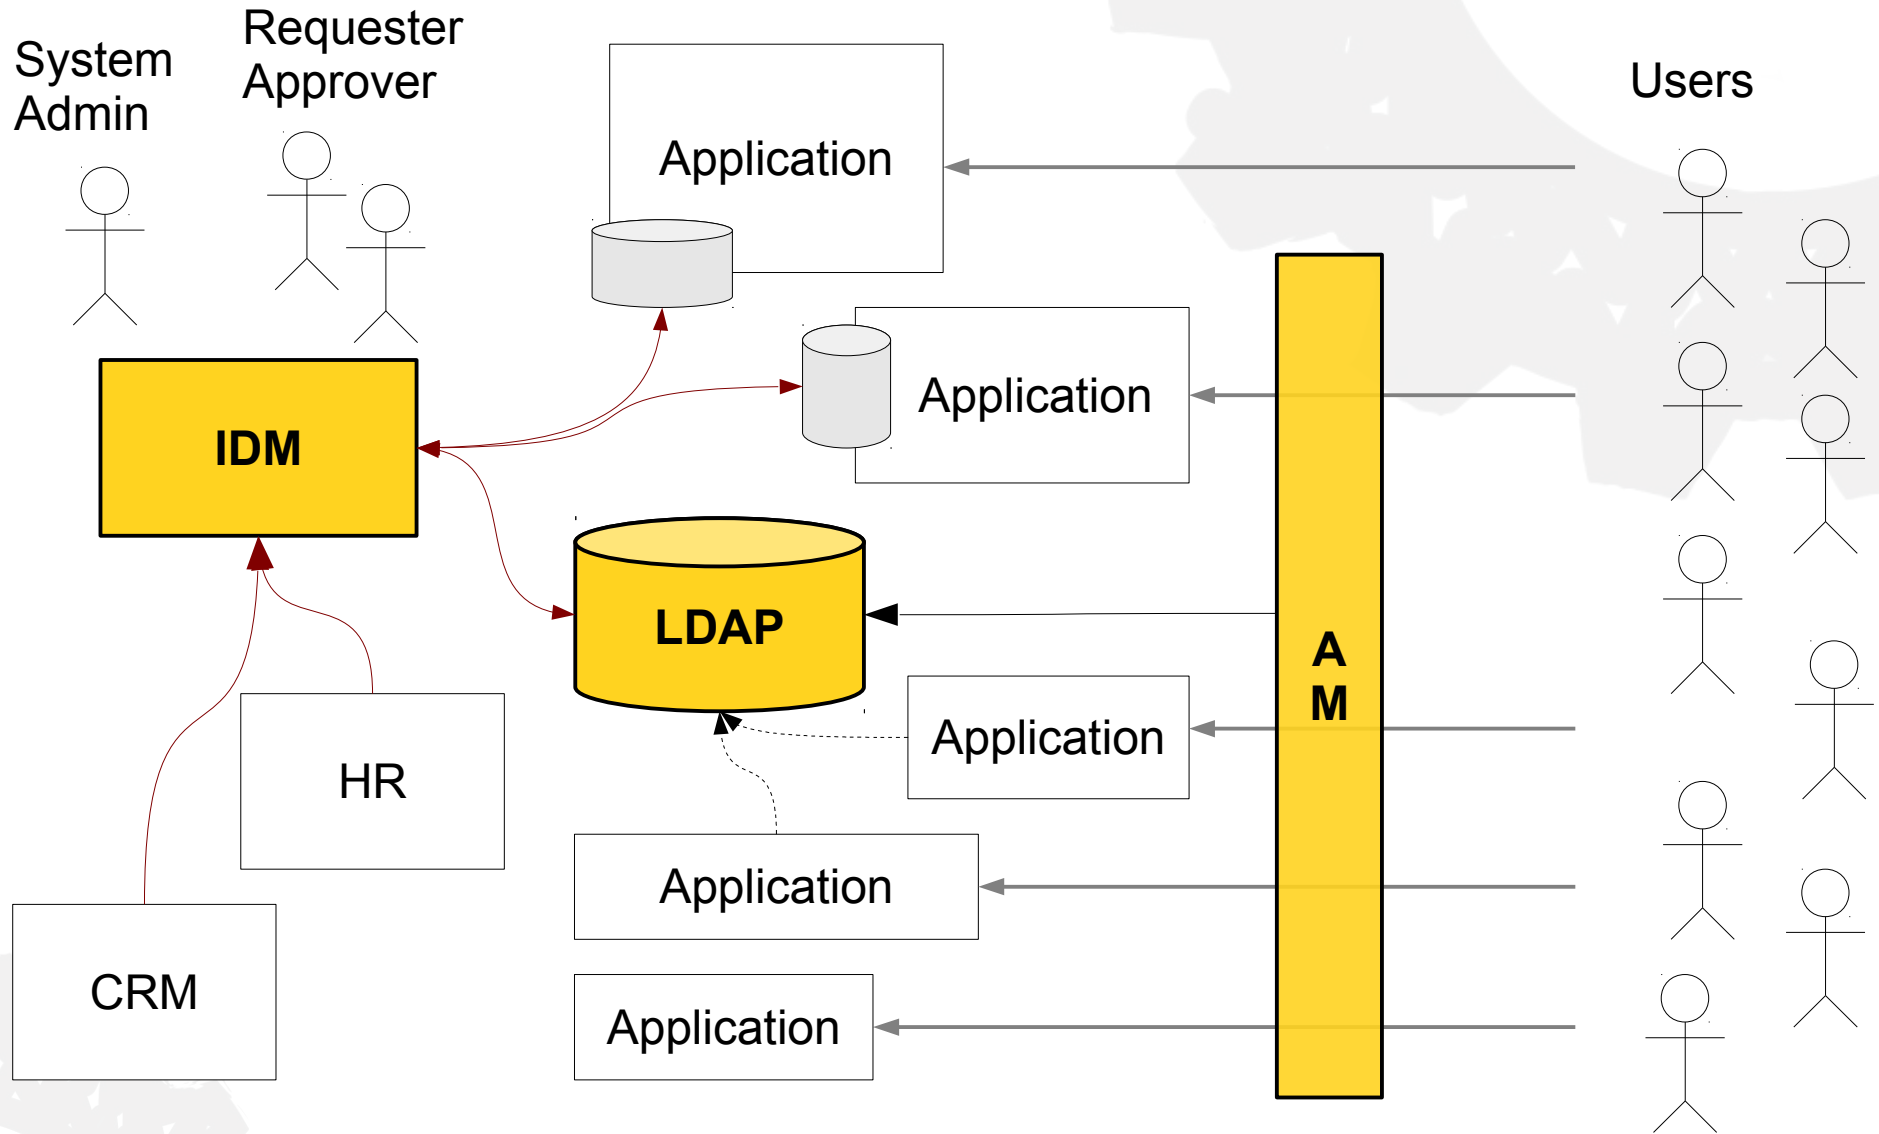 System
Admin
Requester
Approver
Users
Application
Application
IDM
LDAP
A
M
Application
HR
Application
CRM
Application